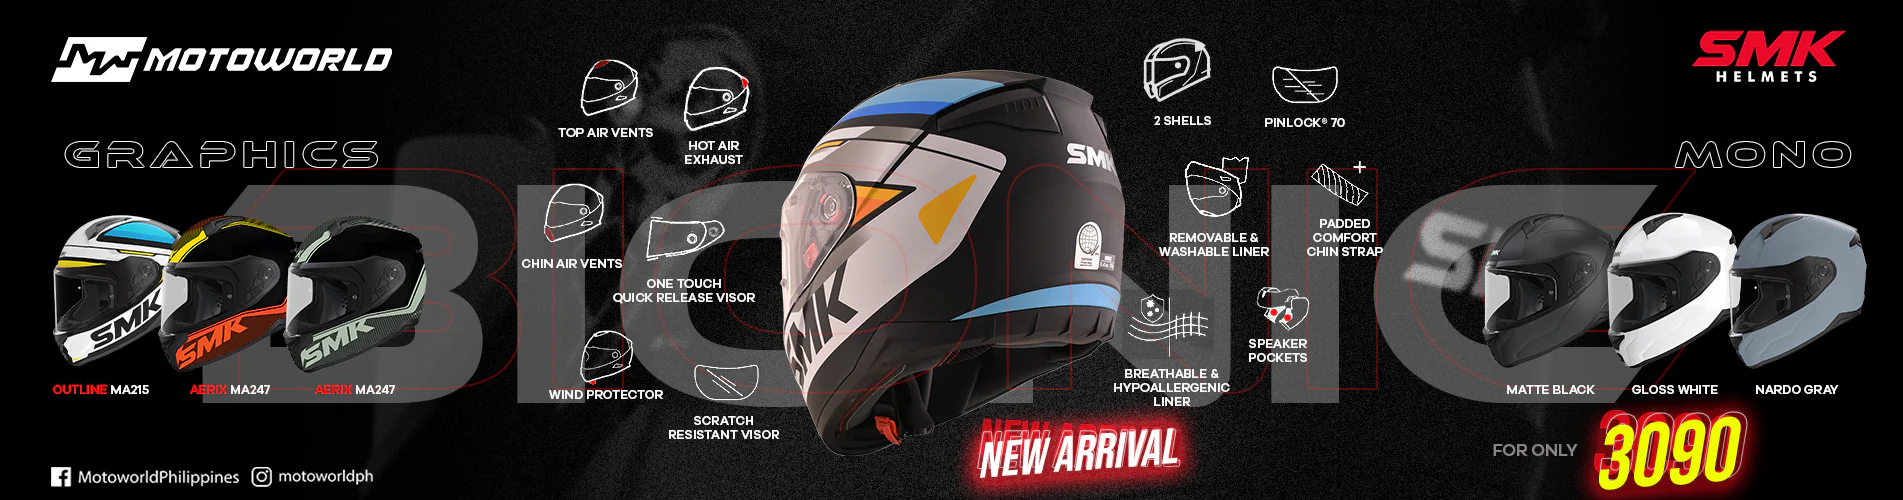 MW MOTOWORLD
SMK
HELMETS
GRAPHICS
MONO
BIONIC
TOP AIR VENTS
HOT AIR
EXHAUST
CHIN AIR VENTS
ONE TOUCH
QUICK RELEASE VISOR
WIND PROTECTOR
SCRATCH
RESISTANT VISOR
SMK
SMK
2 SHELLS
PINLOCK® 70
REMOVABLE &
WASHABLE LINER
PADDED
COMFORT
CHIN STRAP
BREATHABLE &
HYPOALLERGENIC
LINER
SPEAKER
POCKETS
SMK
SMK
SMK
OUTLINE MA215
AERIX MA247
AERIX MA247
MATTE BLACK
GLOSS WHITE
NARDO GRAY
NEW ARRIVAL
FOR ONLY
3090
MotoworldPhilippines
motoworldph